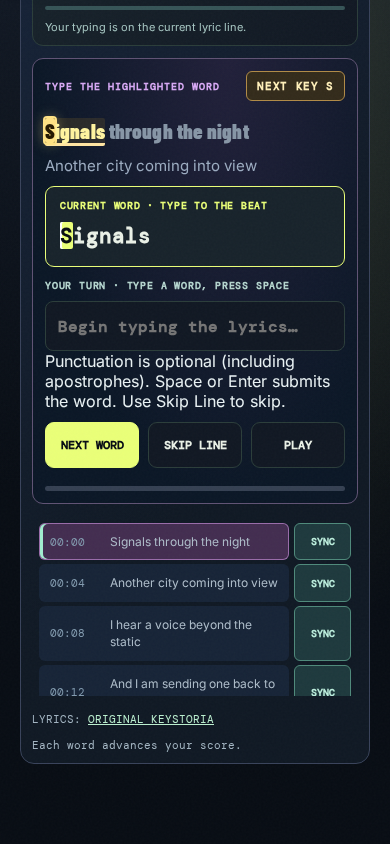 Your typing is on the current lyric line.
TYPE THE HIGHLIGHTED WORD
NEXT KEY S
Signals through the night
Another city coming into view
CURRENT WORD · TYPE TO THE BEAT
Signals
YOUR TURN · TYPE A WORD, PRESS SPACE
Begin typing the lyrics…
Punctuation is optional (including
apostrophes). Space or Enter submits
the word. Use Skip Line to skip.
NEXT WORD
SKIP LINE
PLAY
00:00 Signals through the night SYNC
00:04 Another city coming into view SYNC
00:08 I hear a voice beyond the
static SYNC
00:12 And I am sending one back to SYNC
LYRICS: ORIGINAL KEYSTORIA
Each word advances your score.